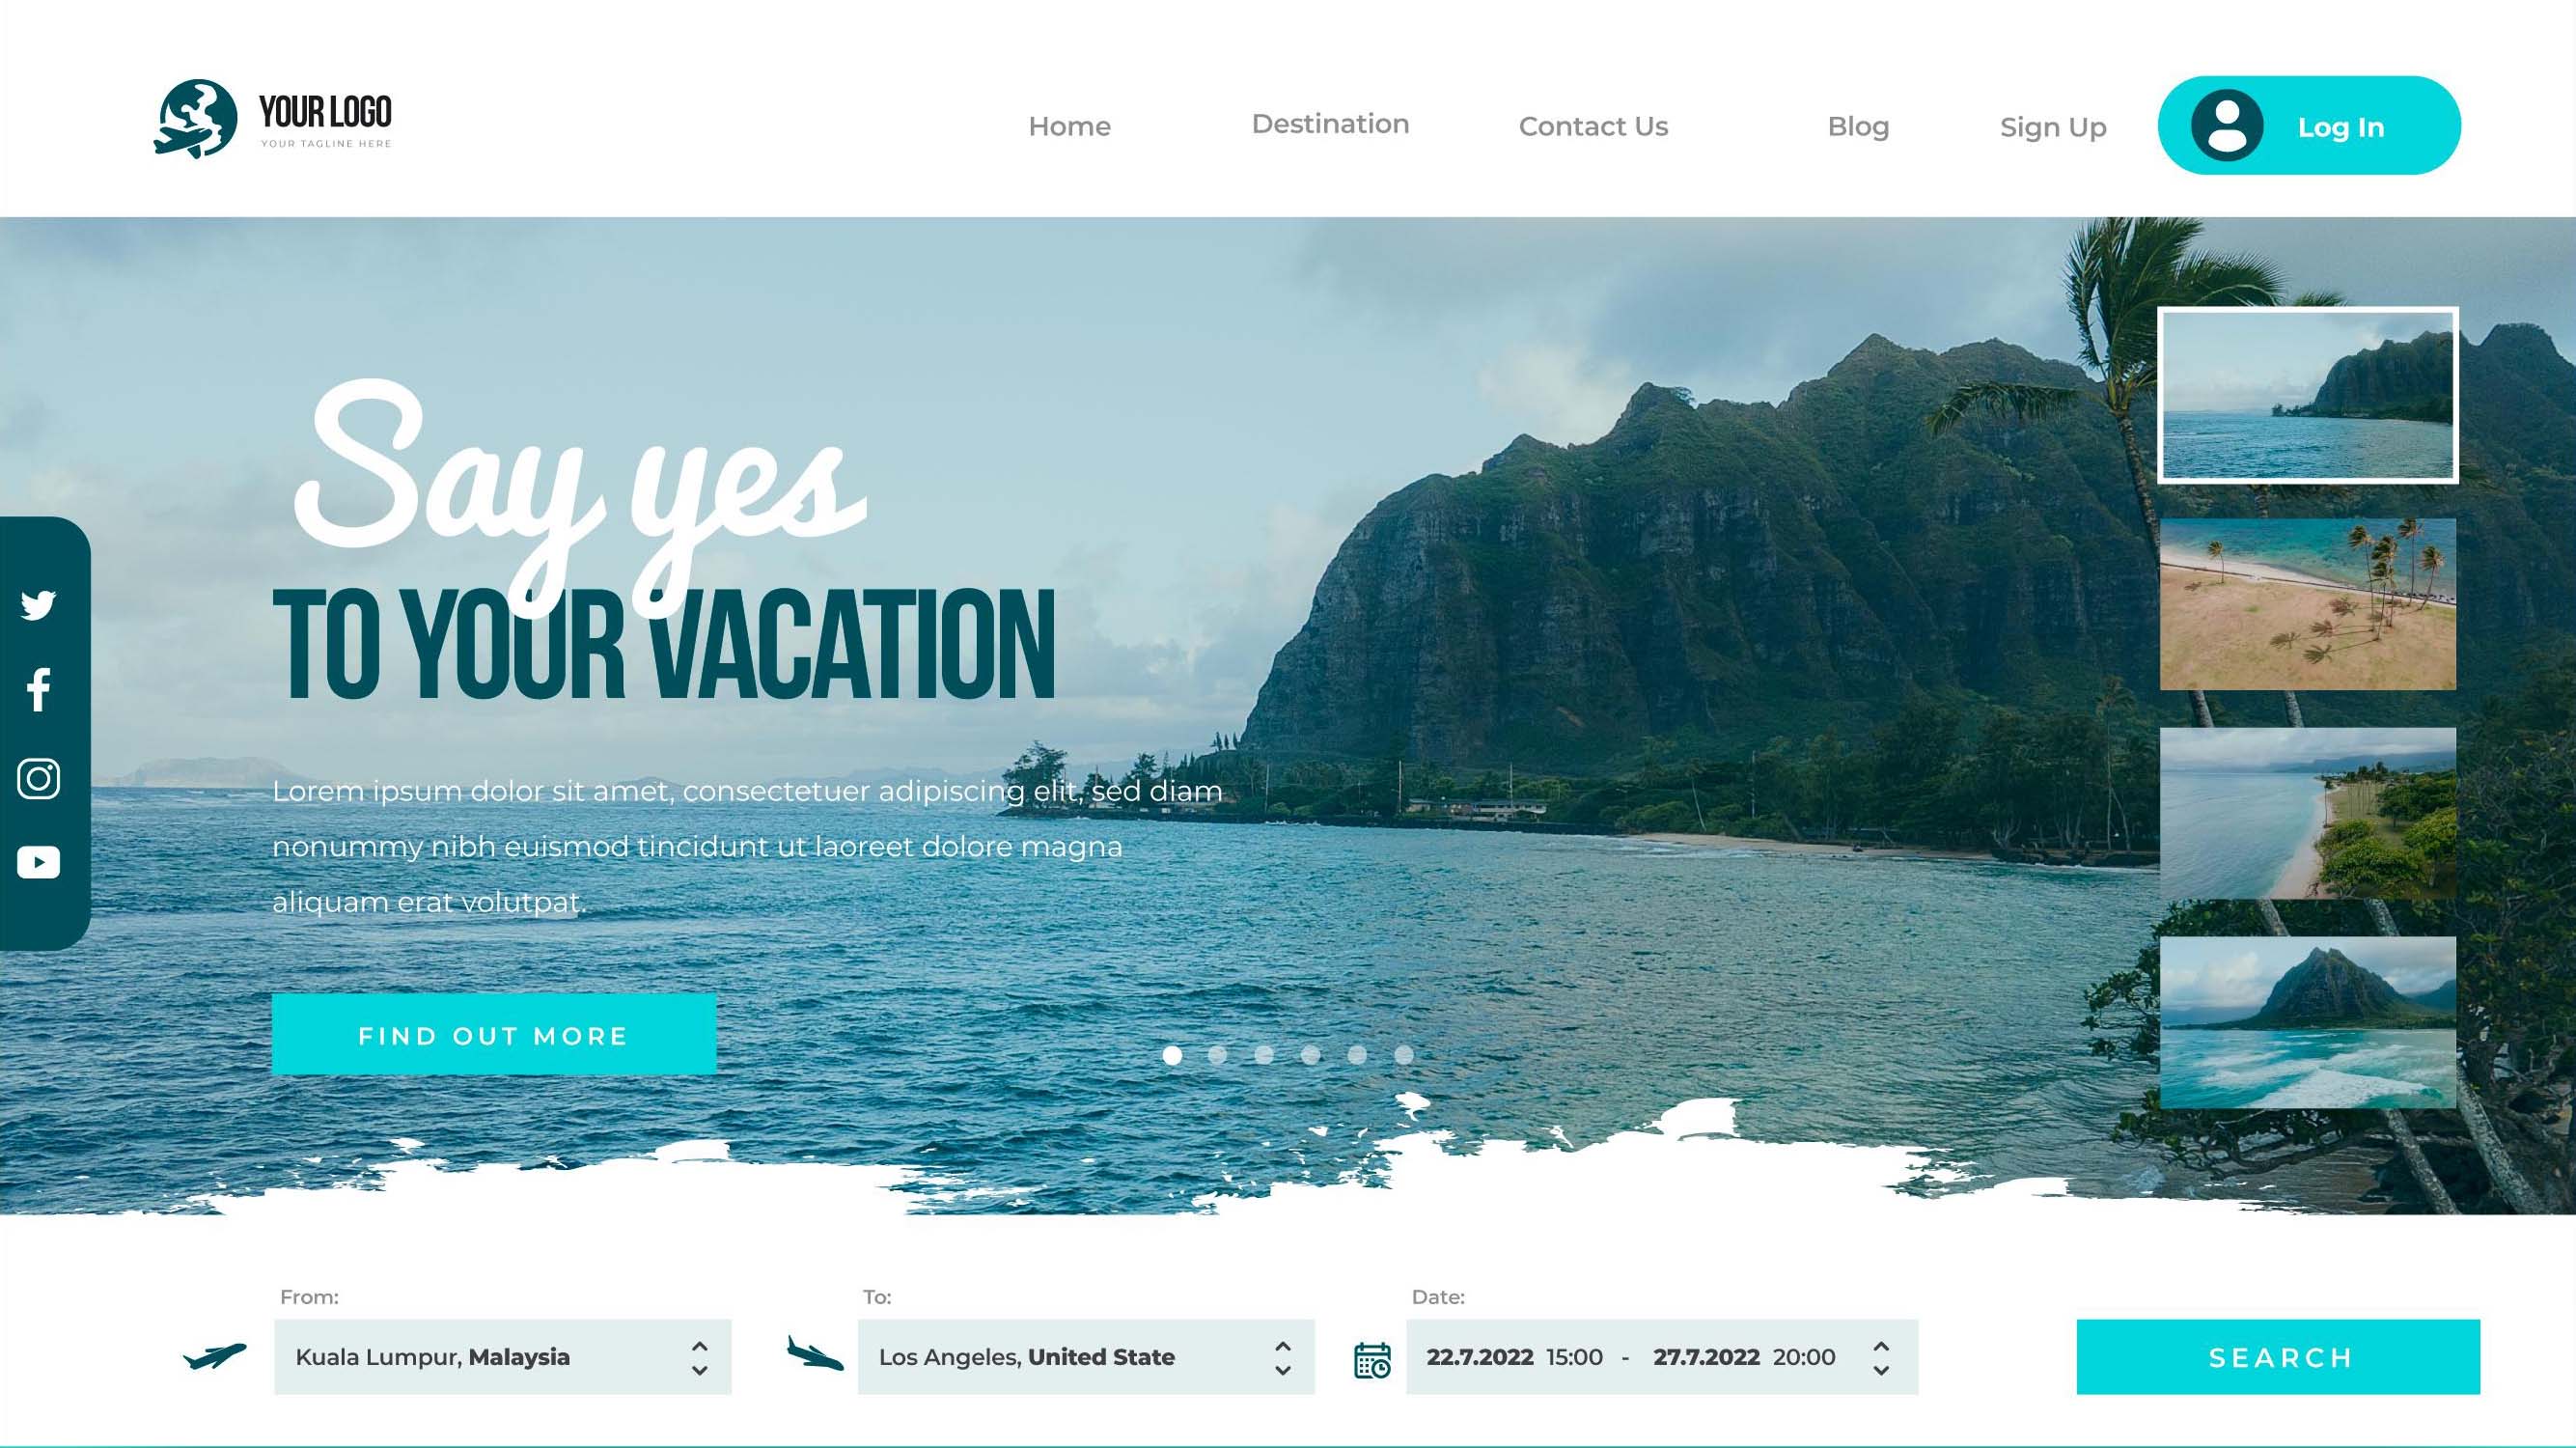 YOUR LOGO
YOUR TAGLINE HERE
Home
Destination
Contact Us
Blog
Sign Up
Log In
Say yes
TO YOUR VACATION
Lorem ipsum dolor sit amet, consectetuer adipiscing elit, sed diam
nonummy nibh euismod tincidunt ut laoreet dolore magna
aliquam erat volutpat.
FIND OUT MORE
From:
Kuala Lumpur, Malaysia
To:
Los Angeles, United State
Date:
22.7.2022 15:00 - 27.7.2022 20:00
SEARCH